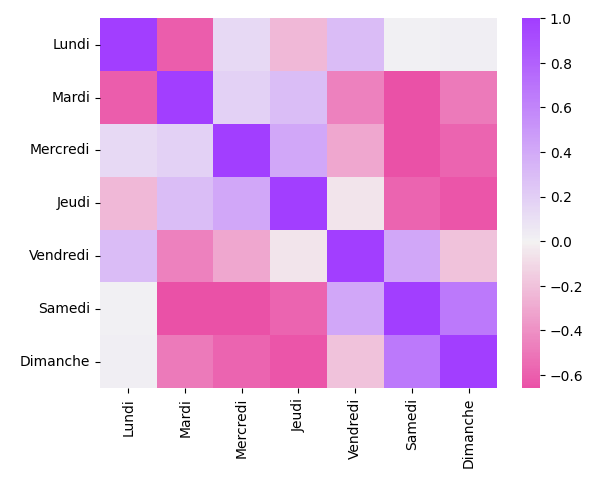 Lundi
Mardi
Mercredi
Jeudi
Vendredi
Samedi
Dimanche
Lundi
Mardi
Mercredi
Jeudi
Vendredi
Samedi
Dimanche
1.0
0.8
0.6
0.4
0.2
0.0
−0.2
−0.4
−0.6